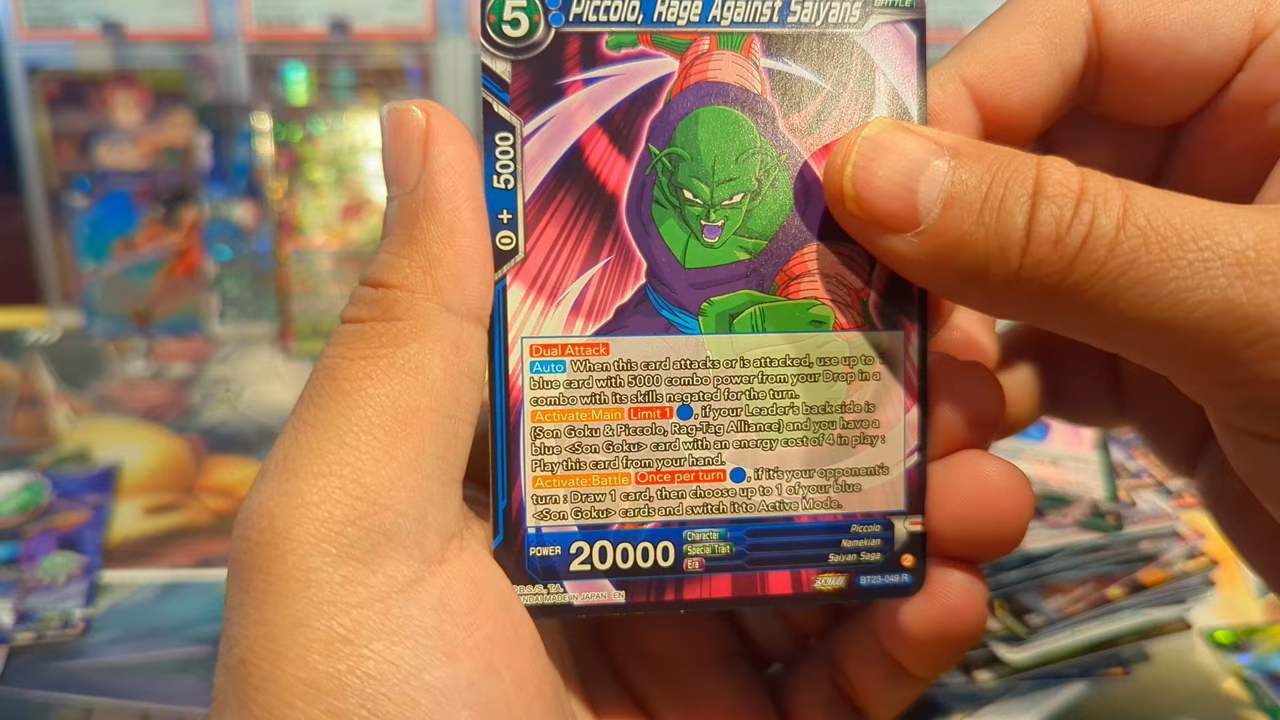 5
Piccolo, Rage Against Saiyans
BATTLE
0 + 5000
Dual Attack
Auto When this card attacks or is attacked, use up to
blue card with 5000 combo power from your Drop in a
combo with its skills negated for the turn.
Activate:Main Limit 1 , if your Leader's back side is
{Son Goku & Piccolo, Rag-Tag Alliance} and you have a
blue <Son Goku> card with an energy cost of 4 in play :
Play this card from your hand.
Activate:Battle Once per turn , if it's your opponent's
turn : Draw 1 card, then choose up to 1 of your blue
<Son Goku> cards and switch it to Active Mode.
POWER 20000
Character Piccolo
Special Trait Namekian
Era Saiyan Saga
BT23-049 R
B.S./S., T.A.
ANDAI MADE IN JAPAN EN